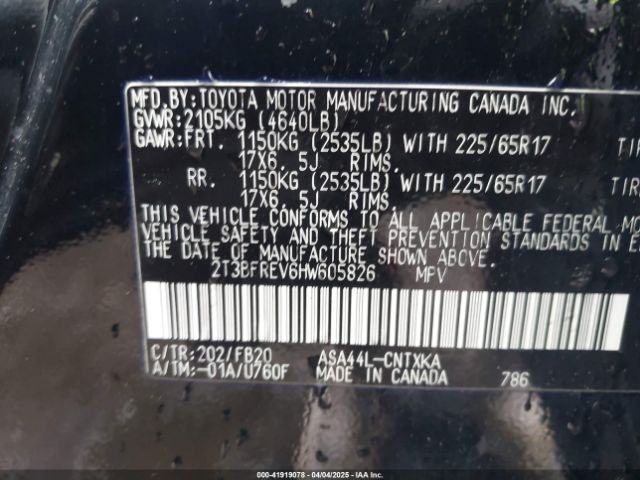 MFD.BY:TOYOTA MOTOR MANUFACTURING CANADA INC.
GVWR:2105KG (4640LB)
GAWR:FRT. 1150KG (2535LB) WITH 225/65R17 TIR
17X6. 5J RIMS.
RR. 1150KG (2535LB) WITH 225/65R17 TIR
17X6. 5J RIMS.
THIS VEHICLE CONFORMS TO ALL APPLICABLE FEDERAL MO
VEHICLE SAFETY AND THEFT PREVENTION STANDARDS IN E
THE DATE OF MANUFACTURE SHOWN ABOVE.
2T3BFREV6HW605826 MPV
C/TR:202/FB20 ASA44L-CNTXKA
A/TM:-01A/U760F MADE IN CANADA 786
000-41919078 - 04/04/2025 - IAA Inc.